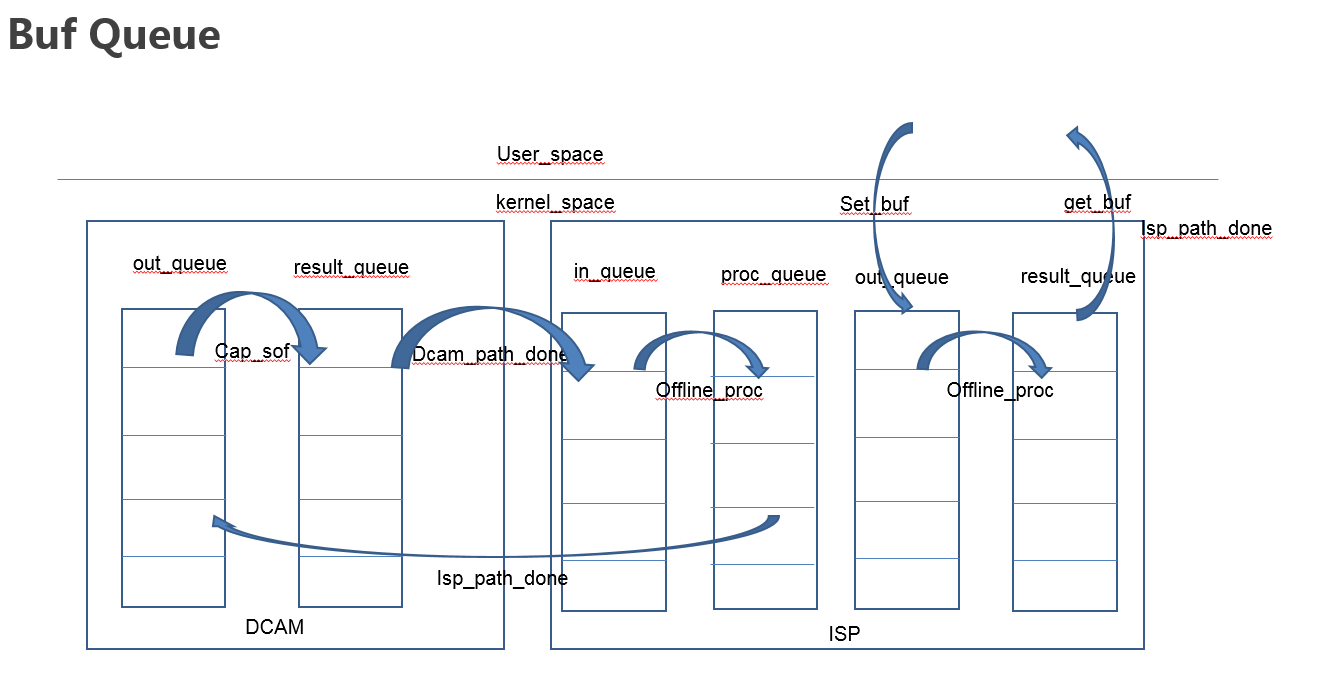 Buf Queue
User_space
kernel_space
Set_buf
get_buf
Isp_path_done
out_queue
result_queue
in_queue
proc_queue
out_queue
result_queue
Cap_sof
Dcam_path_done
Offline_proc
Offline_proc
Isp_path_done
DCAM
ISP